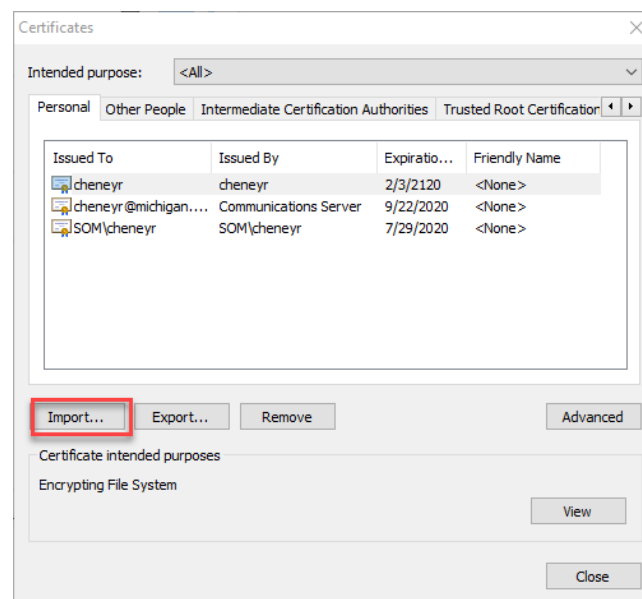 Certificates
Intended purpose: <All>
Personal Other People Intermediate Certification Authorities Trusted Root Certification
Issued To Issued By Expiratio... Friendly Name
cheneyr cheneyr 2/3/2120 <None>
cheneyr@michigan.... Communications Server 9/22/2020 <None>
SOM\cheneyr SOM\cheneyr 7/29/2020 <None>
Import... Export... Remove Advanced
Certificate intended purposes
Encrypting File System
View
Close